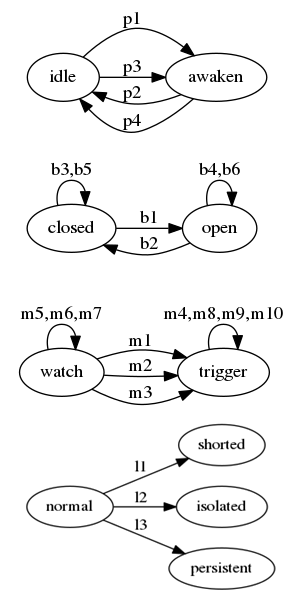 p1
idle
p3
awaken
p2
p4
b3,b5
b4,b6
closed
b1
open
b2
m5,m6,m7
m4,m8,m9,m10
watch
m1
m2
m3
trigger
shorted
l1
normal
l2
isolated
l3
persistent